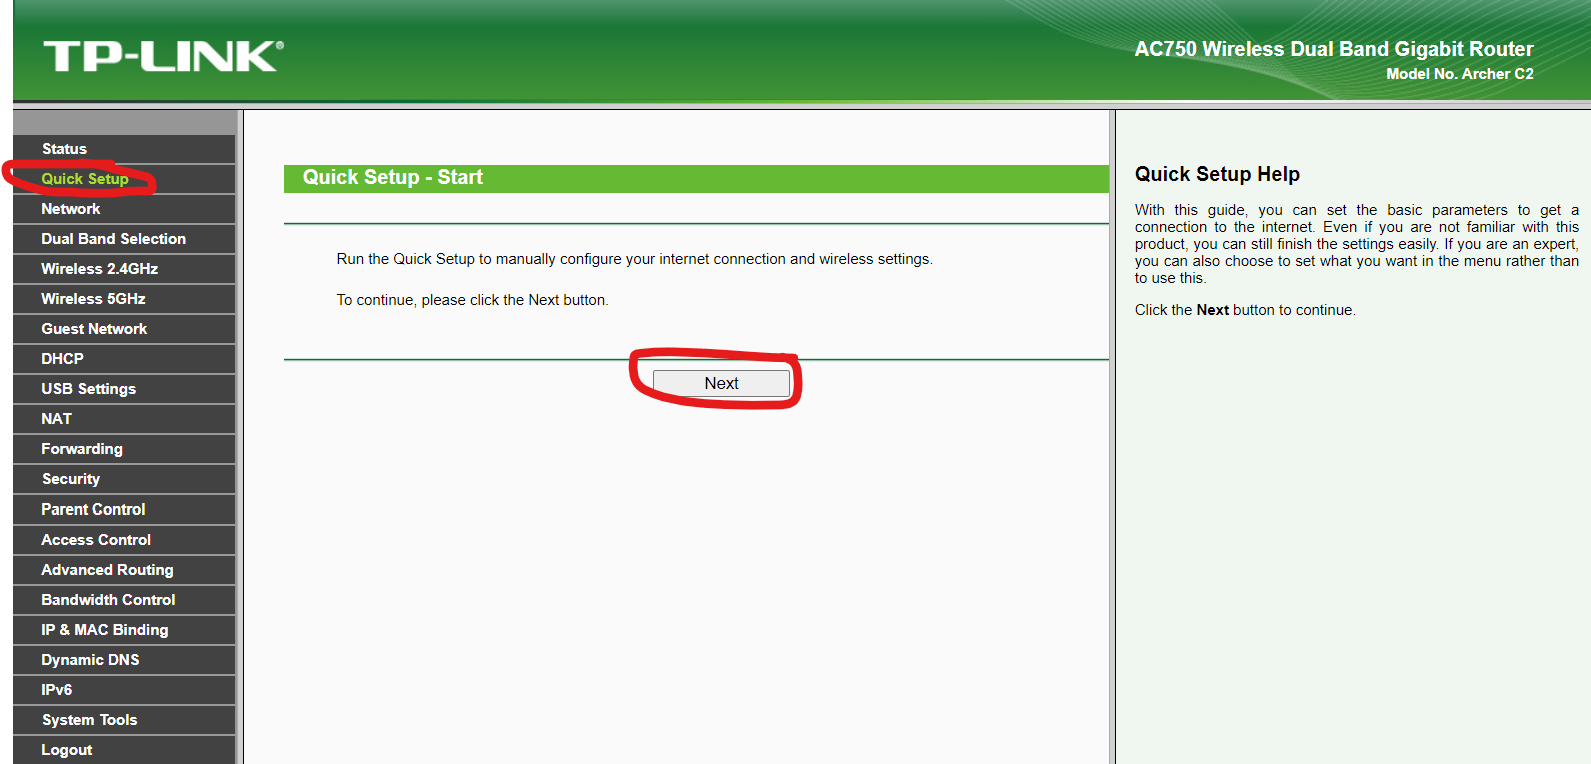 TP-LINK®
AC750 Wireless Dual Band Gigabit Router
Model No. Archer C2
Status
Quick Setup
Network
Dual Band Selection
Wireless 2.4GHz
Wireless 5GHz
Guest Network
DHCP
USB Settings
NAT
Forwarding
Security
Parent Control
Access Control
Advanced Routing
Bandwidth Control
IP & MAC Binding
Dynamic DNS
IPv6
System Tools
Logout
Quick Setup - Start
Run the Quick Setup to manually configure your internet connection and wireless settings.
To continue, please click the Next button.
Next
Quick Setup Help
With this guide, you can set the basic parameters to get a
connection to the internet. Even if you are not familiar with this
product, you can still finish the settings easily. If you are an expert,
you can also choose to set what you want in the menu rather than
to use this.
Click the Next button to continue.